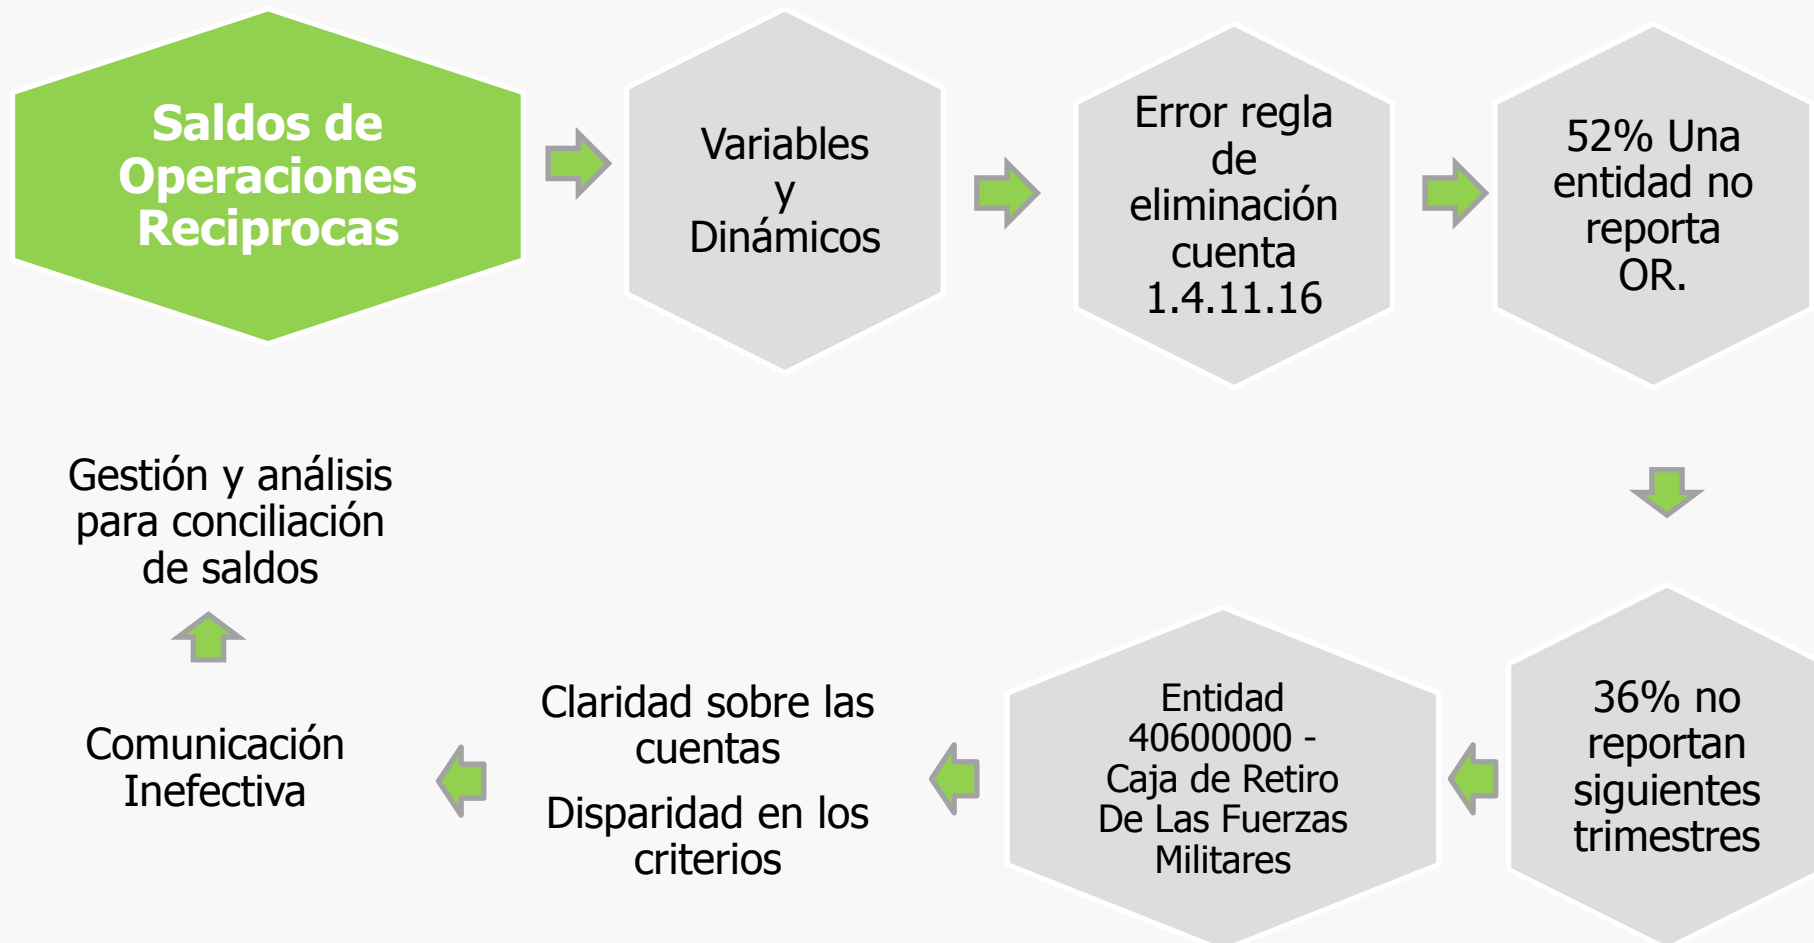 Saldos de
Operaciones
Reciprocas
Variables
y
Dinámicos
Error regla
de
eliminación
cuenta
1.4.11.16
52% Una
entidad no
reporta
OR.
36% no
reportan
siguientes
trimestres
Entidad
40600000 -
Caja de Retiro
De Las Fuerzas
Militares
Claridad sobre las
cuentas
Disparidad en los
criterios
Comunicación
Inefectiva
Gestión y análisis
para conciliación
de saldos